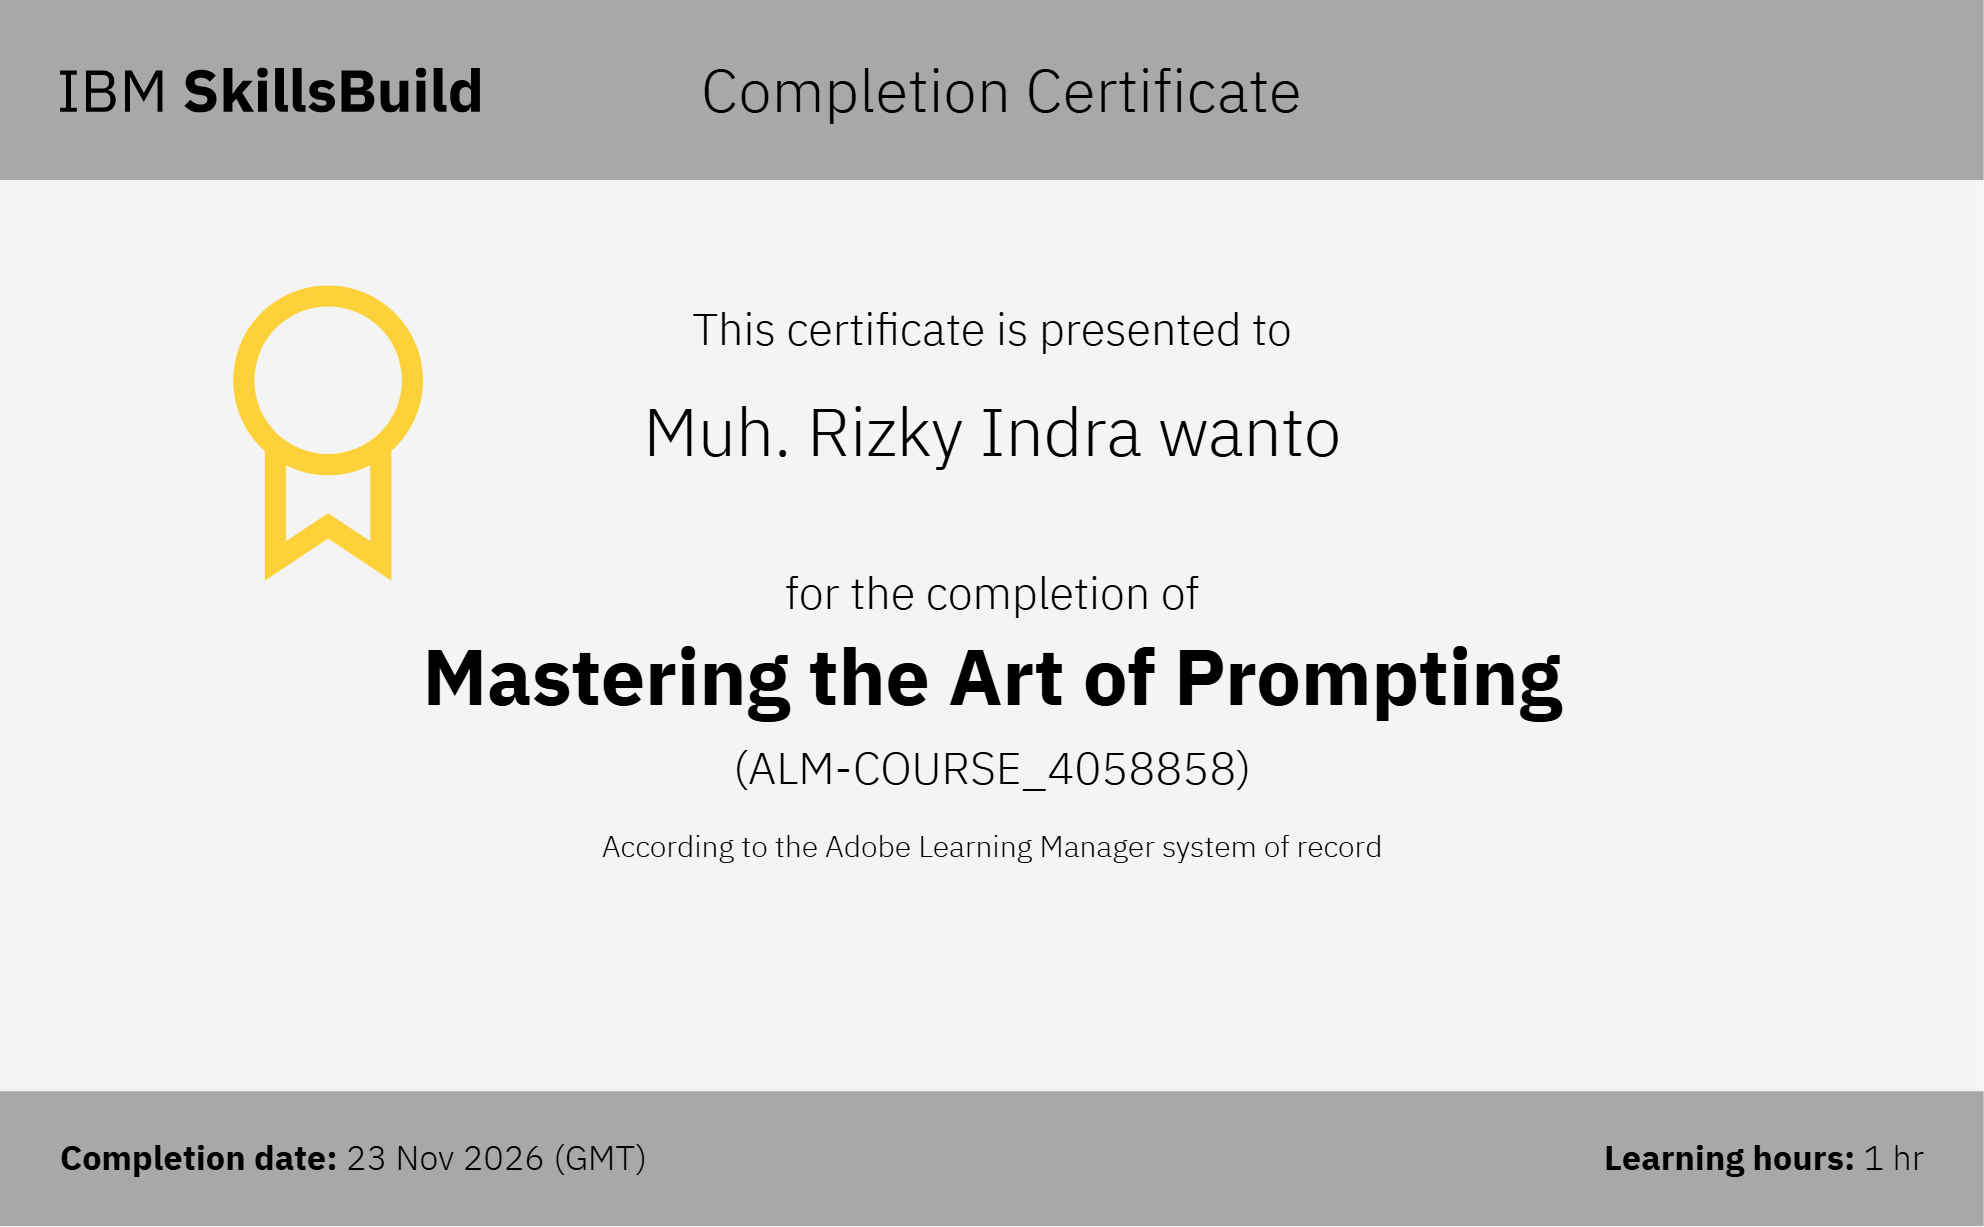 IBM SkillsBuild
Completion Certificate
This certificate is presented to
Muh. Rizky Indra wanto
for the completion of
Mastering the Art of Prompting
(ALM-COURSE_4058858)
According to the Adobe Learning Manager system of record
Completion date: 23 Nov 2026 (GMT)
Learning hours: 1 hr